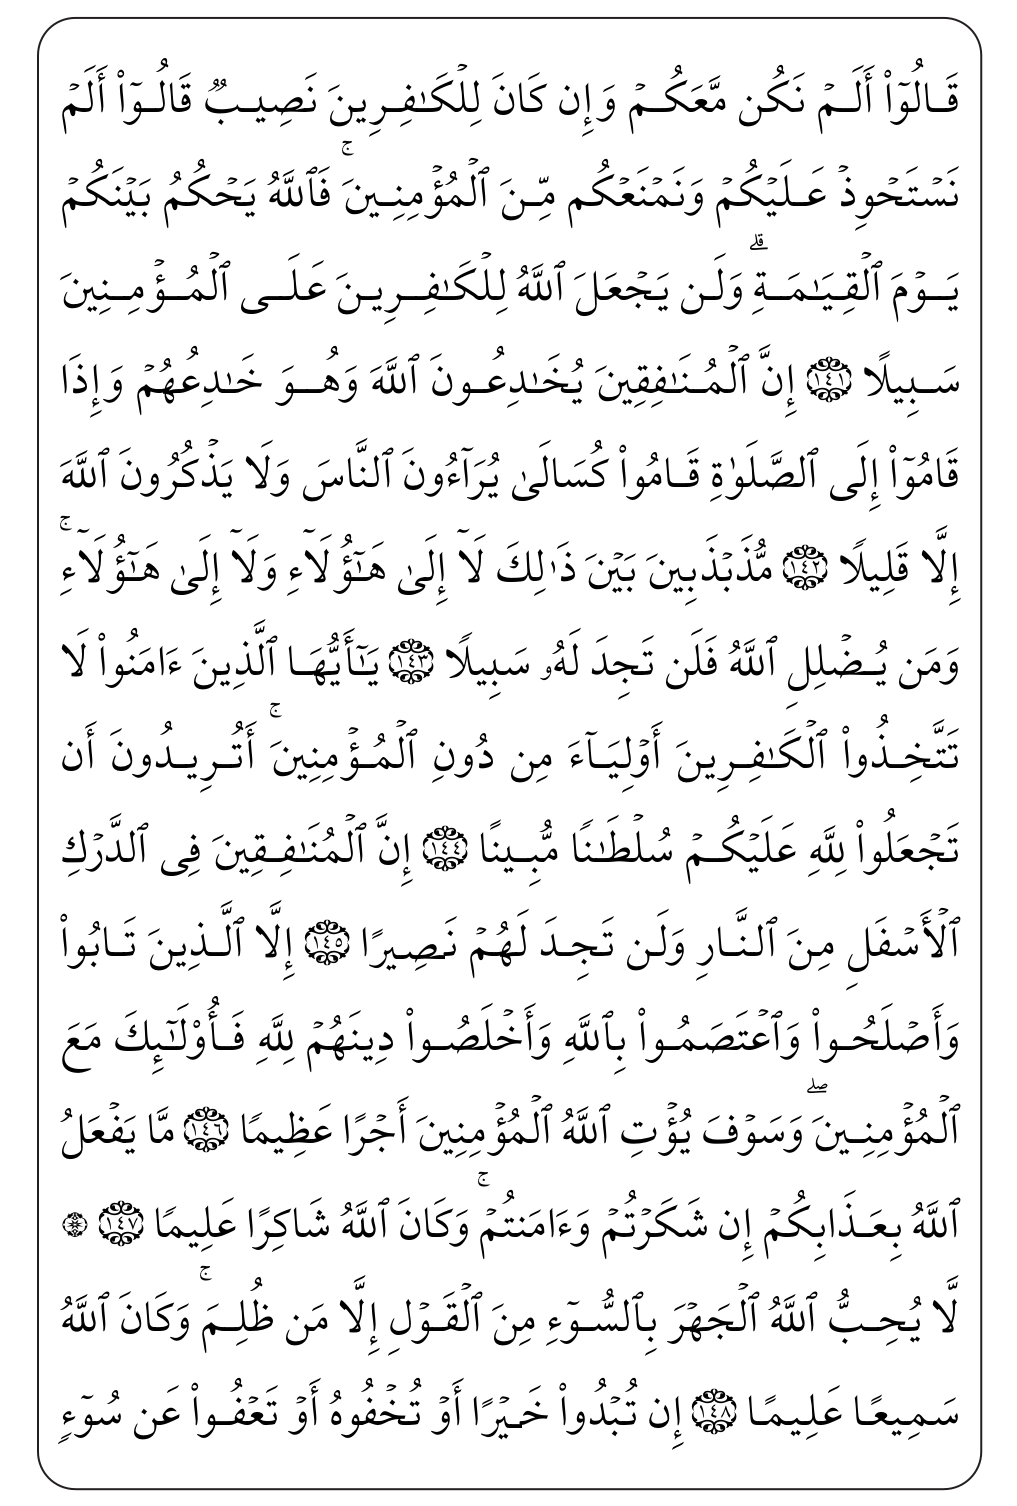 قَالُوٓا۟ أَلَمْ نَكُن مَّعَكُمْ وَإِن كَانَ لِلْكَـٰفِرِينَ نَصِيبٌ قَالُوٓا۟ أَلَمْ
نَسْتَحْوِذْ عَلَيْكُمْ وَنَمْنَعْكُم مِّنَ ٱلْمُؤْمِنِينَ ۚ فَٱللَّهُ يَحْكُمُ بَيْنَكُمْ
يَوْمَ ٱلْقِيَـٰمَةِ ۗ وَلَن يَجْعَلَ ٱللَّهُ لِلْكَـٰفِرِينَ عَلَى ٱلْمُؤْمِنِينَ
سَبِيلًا ١٤١ إِنَّ ٱلْمُنَـٰفِقِينَ يُخَـٰدِعُونَ ٱللَّهَ وَهُوَ خَـٰدِعُهُمْ وَإِذَا
قَامُوٓا۟ إِلَى ٱلصَّلَوٰةِ قَامُوا۟ كُسَالَىٰ يُرَآءُونَ ٱلنَّاسَ وَلَا يَذْكُرُونَ ٱللَّهَ
إِلَّا قَلِيلًا ١٤٢ مُّذَبْذَبِينَ بَيْنَ ذَٰلِكَ لَآ إِلَىٰ هَـٰٓؤُلَآءِ وَلَآ إِلَىٰ هَـٰٓؤُلَآءِ ۚ
وَمَن يُضْلِلِ ٱللَّهُ فَلَن تَجِدَ لَهُۥ سَبِيلًا ١٤٣ يَـٰٓأَيُّهَا ٱلَّذِينَ ءَامَنُوا۟ لَا
تَتَّخِذُوا۟ ٱلْكَـٰفِرِينَ أَوْلِيَآءَ مِن دُونِ ٱلْمُؤْمِنِينَ ۚ أَتُرِيدُونَ أَن
تَجْعَلُوا۟ لِلَّهِ عَلَيْكُمْ سُلْطَـٰنًا مُّبِينًا ١٤٤ إِنَّ ٱلْمُنَـٰفِقِينَ فِى ٱلدَّرْكِ
ٱلْأَسْفَلِ مِنَ ٱلنَّارِ وَلَن تَجِدَ لَهُمْ نَصِيرًا ١٤٥ إِلَّا ٱلَّذِينَ تَابُوا۟
وَأَصْلَحُوا۟ وَٱعْتَصَمُوا۟ بِٱللَّهِ وَأَخْلَصُوا۟ دِينَهُمْ لِلَّهِ فَأُو۟لَـٰٓئِكَ مَعَ
ٱلْمُؤْمِنِينَ ۖ وَسَوْفَ يُؤْتِ ٱللَّهُ ٱلْمُؤْمِنِينَ أَجْرًا عَظِيمًا ١٤٦ مَّا يَفْعَلُ
ٱللَّهُ بِعَذَابِكُمْ إِن شَكَرْتُمْ وَءَامَنتُمْ ۚ وَكَانَ ٱللَّهُ شَاكِرًا عَلِيمًا ١٤٧ ۞
لَّا يُحِبُّ ٱللَّهُ ٱلْجَهْرَ بِٱلسُّوٓءِ مِنَ ٱلْقَوْلِ إِلَّا مَن ظُلِمَ ۚ وَكَانَ ٱللَّهُ
سَمِيعًا عَلِيمًا ١٤٨ إِن تُبْدُوا۟ خَيْرًا أَوْ تُخْفُوهُ أَوْ تَعْفُوا۟ عَن سُوٓءٍ